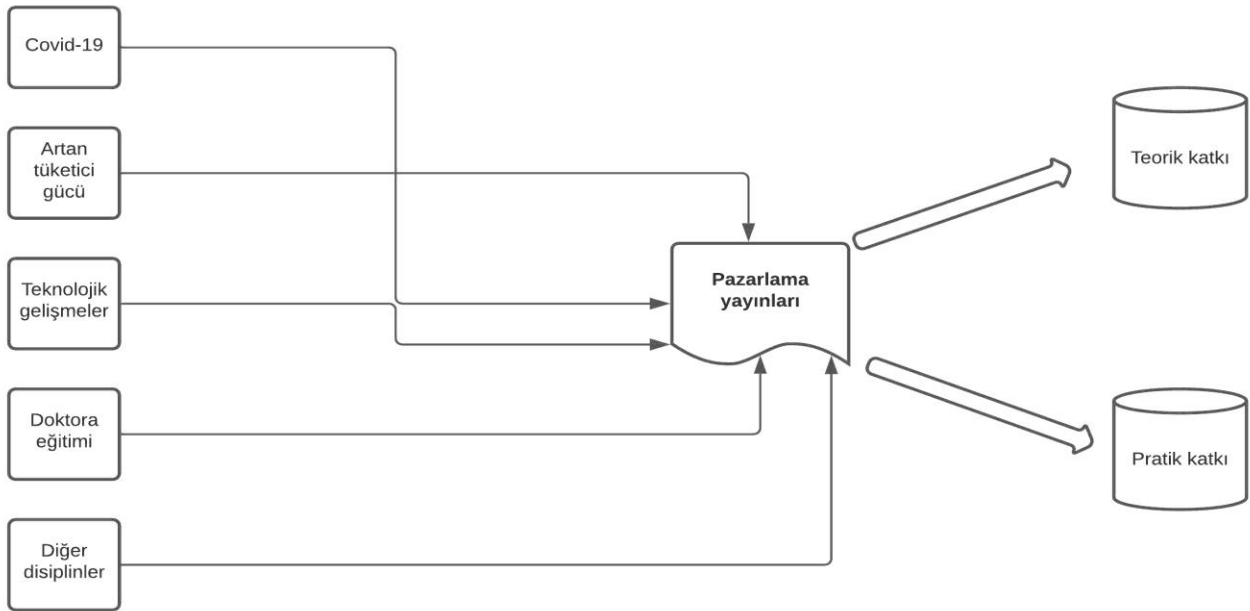 Covid-19
Artan
tüketici
gücü
Teknolojik
gelişmeler
Doktora
eğitimi
Diğer
disiplinler
Pazarlama
yayınları
Teorik katkı
Pratik katkı